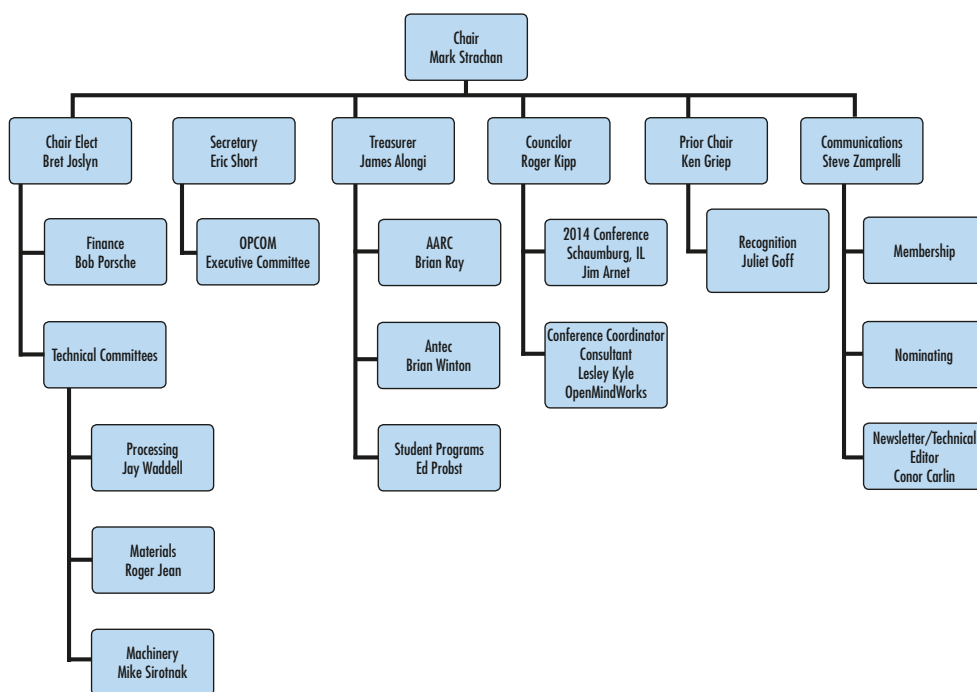 Chair
Mark Strachan
Chair Elect
Bret Joslyn
Secretary
Eric Short
Treasurer
James Alongi
Councilor
Roger Kipp
Prior Chair
Ken Griep
Communications
Steve Zamprelli
Finance
Bob Porsche
OPCOM
Executive Committee
AARC
Brian Ray
2014 Conference
Schaumburg, IL
Jim Arnet
Recognition
Juliet Goff
Membership
Technical Committees
Antec
Brian Winton
Conference Coordinator
Consultant
Lesley Kyle
OpenMindWorks
Nominating
Processing
Jay Waddell
Student Programs
Ed Probst
Newsletter/Technical
Editor
Conor Carlin
Materials
Roger Jean
Machinery
Mike Sirotnak